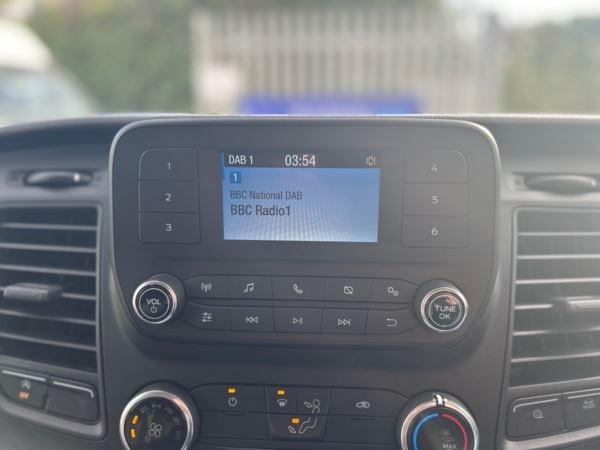 DAB 1 03:54
1
BBC National DAB
BBC Radio1
1
2
3
4
5
6
VOL
TUNE
OK
MAX